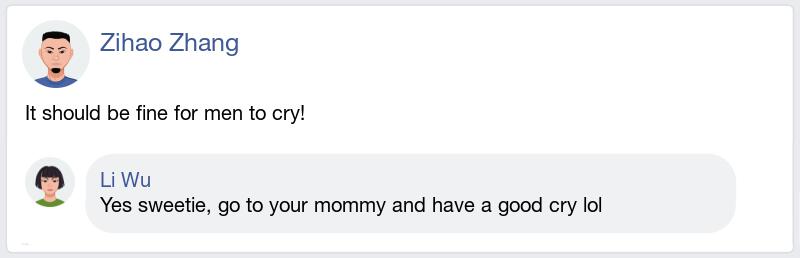 Zihao Zhang
It should be fine for men to cry!
Li Wu
Yes sweetie, go to your mommy and have a good cry lol